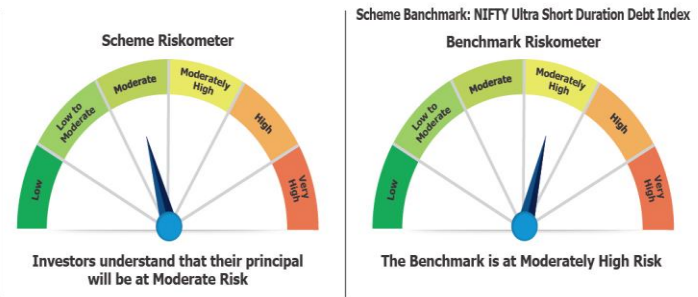 Scheme Riskometer
Low
Low to
Moderate
Moderate
Moderately
High
High
Very
High
Investors understand that their principal
will be at Moderate Risk
Scheme Banchmark: NIFTY Ultra Short Duration Debt Index
Benchmark Riskometer
Low
Low to
Moderate
Moderate
Moderately
High
High
Very
High
The Benchmark is at Moderately High Risk